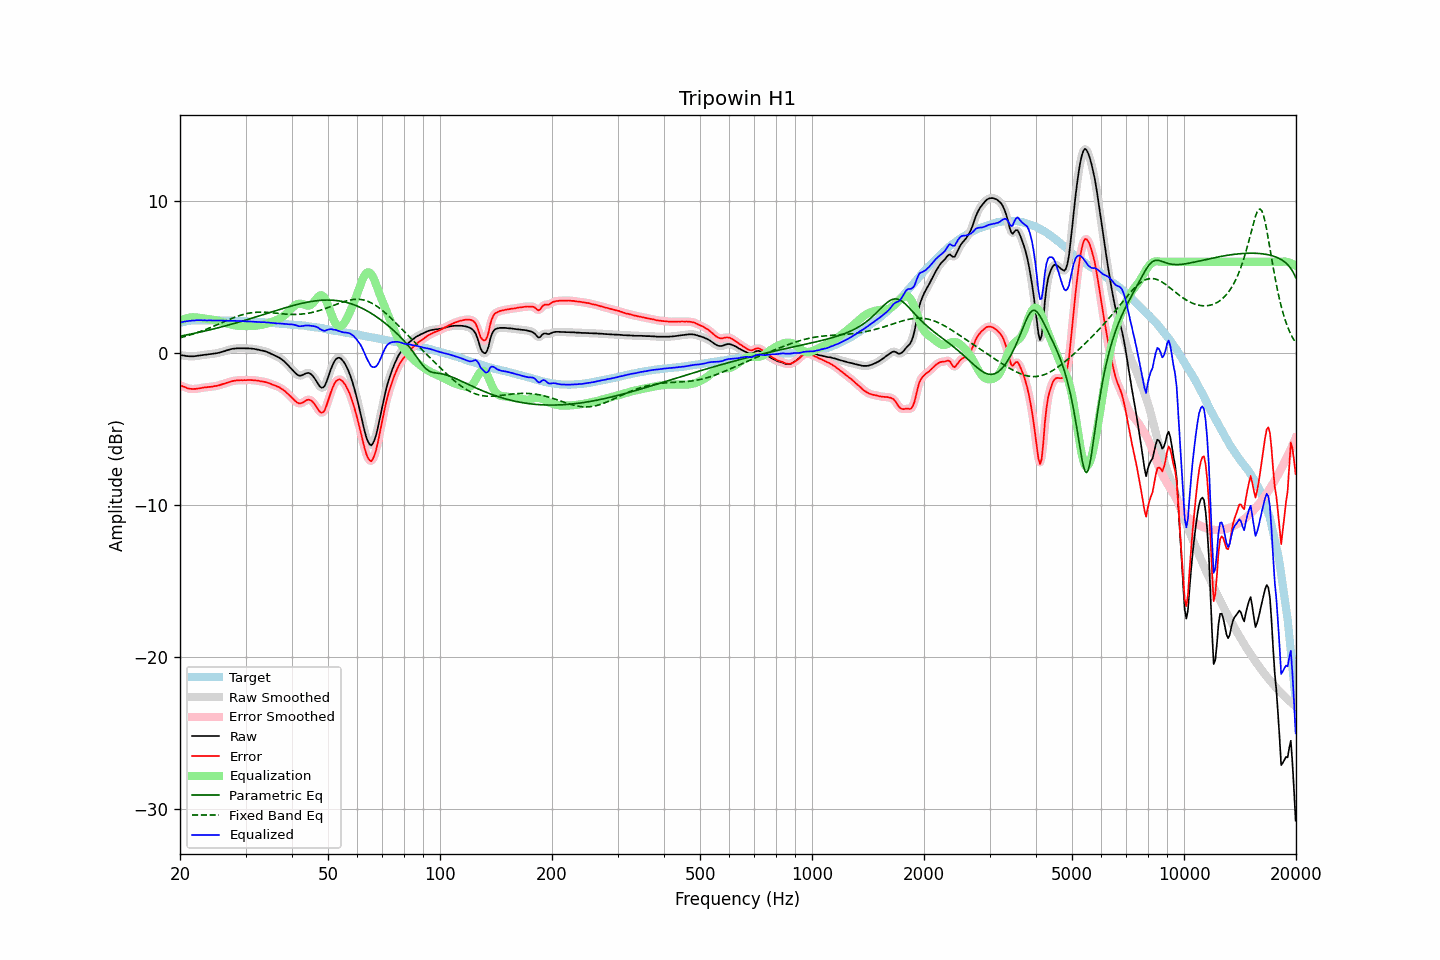 Tripowin H1
Amplitude (dBr)
10
0
−10
−20
−30
Target
Raw Smoothed
Error Smoothed
Raw
Error
Equalization
Parametric Eq
Fixed Band Eq
Equalized
20 50 100 200 500 1000 2000 5000 10000 20000
Frequency (Hz)